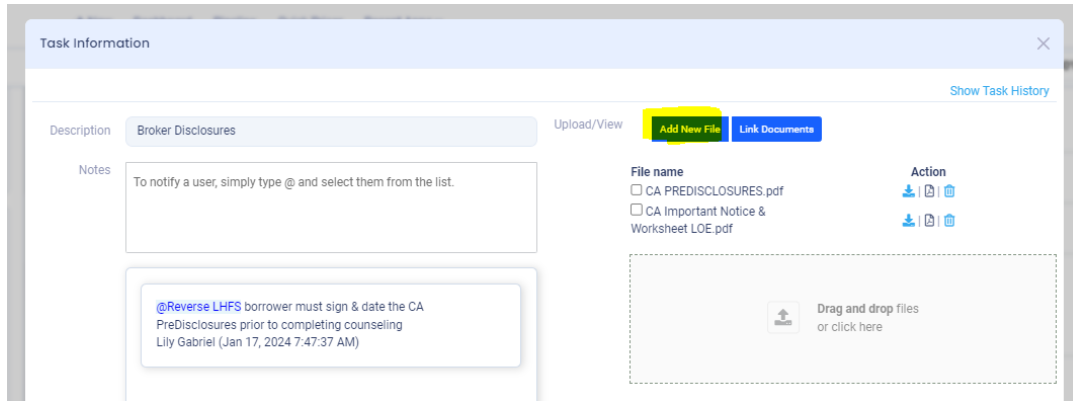 Task Information
Show Task History
Description
Broker Disclosures
Upload/View
Add New File
Link Documents
Notes
To notify a user, simply type @ and select them from the list.
File name
Action
CA PREDISCLOSURES.pdf
CA Important Notice &
Worksheet LOE.pdf
@Reverse LHFS borrower must sign & date the CA
PreDisclosures prior to completing counseling
Lily Gabriel (Jan 17, 2024 7:47:37 AM)
Drag and drop files
or click here